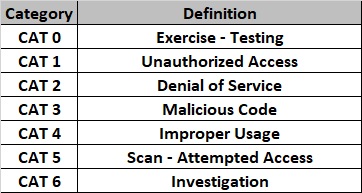 Category Definition
CAT 0 Exercise - Testing
CAT 1 Unauthorized Access
CAT 2 Denial of Service
CAT 3 Malicious Code
CAT 4 Improper Usage
CAT 5 Scan - Attempted Access
CAT 6 Investigation